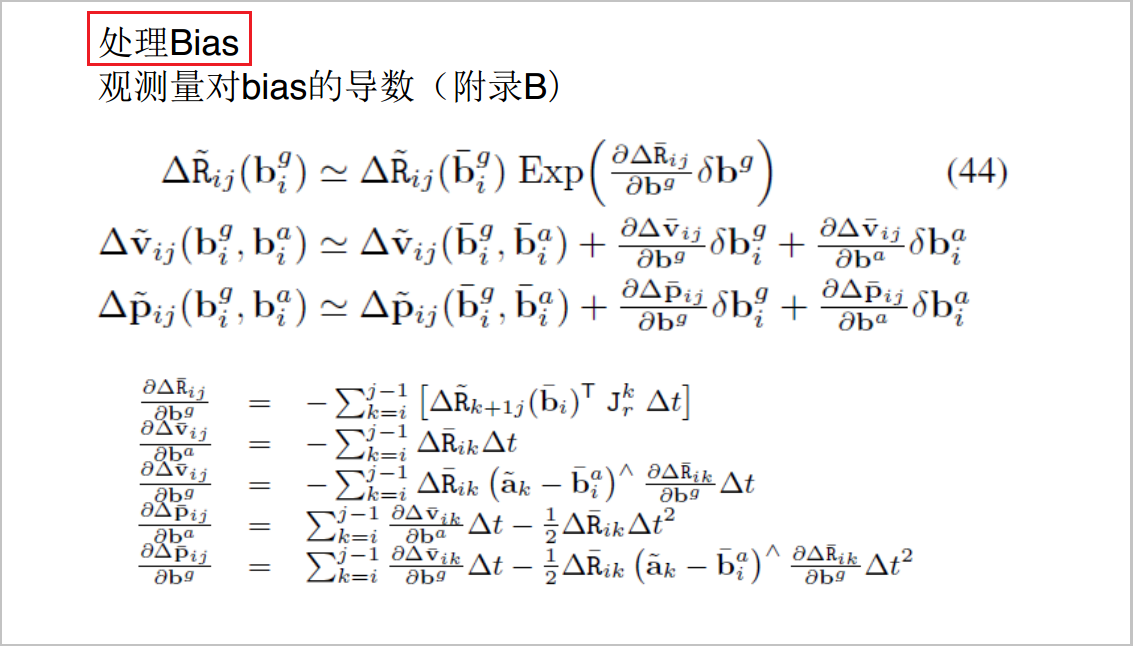 处理Bias
观测量对bias的导数（附录B）
$\Delta\tilde{\mathtt{R}}_{ij}(\mathbf{b}_i^g) \simeq \Delta\tilde{\mathtt{R}}_{ij}(\bar{\mathbf{b}}_i^g)\ \mathrm{Exp}\left(\frac{\partial\Delta\bar{\mathtt{R}}_{ij}}{\partial\mathbf{b}^g}\delta\mathbf{b}^g\right)$ (44)
$\Delta\tilde{\mathbf{v}}_{ij}(\mathbf{b}_i^g, \mathbf{b}_i^a) \simeq \Delta\tilde{\mathbf{v}}_{ij}(\bar{\mathbf{b}}_i^g, \bar{\mathbf{b}}_i^a) + \frac{\partial\Delta\bar{\mathbf{v}}_{ij}}{\partial\mathbf{b}^g}\delta\mathbf{b}_i^g + \frac{\partial\Delta\bar{\mathbf{v}}_{ij}}{\partial\mathbf{b}^a}\delta\mathbf{b}_i^a$
$\Delta\tilde{\mathbf{p}}_{ij}(\mathbf{b}_i^g, \mathbf{b}_i^a) \simeq \Delta\tilde{\mathbf{p}}_{ij}(\bar{\mathbf{b}}_i^g, \bar{\mathbf{b}}_i^a) + \frac{\partial\Delta\bar{\mathbf{p}}_{ij}}{\partial\mathbf{b}^g}\delta\mathbf{b}_i^g + \frac{\partial\Delta\bar{\mathbf{p}}_{ij}}{\partial\mathbf{b}^a}\delta\mathbf{b}_i^a$
$\frac{\partial\Delta\bar{\mathtt{R}}_{ij}}{\partial\mathbf{b}^g} = -\sum_{k=i}^{j-1}\left[\Delta\tilde{\mathtt{R}}_{k+1j}(\bar{\mathbf{b}}_i)^{\mathsf{T}}\ \mathtt{J}_r^k\ \Delta t\right]$
$\frac{\partial\Delta\bar{\mathbf{v}}_{ij}}{\partial\mathbf{b}^a} = -\sum_{k=i}^{j-1}\Delta\bar{\mathtt{R}}_{ik}\Delta t$
$\frac{\partial\Delta\bar{\mathbf{v}}_{ij}}{\partial\mathbf{b}^g} = -\sum_{k=i}^{j-1}\Delta\bar{\mathtt{R}}_{ik}\left(\tilde{\mathbf{a}}_k - \bar{\mathbf{b}}_i^a\right)^{\wedge}\frac{\partial\Delta\bar{\mathtt{R}}_{ik}}{\partial\mathbf{b}^g}\Delta t$
$\frac{\partial\Delta\bar{\mathbf{p}}_{ij}}{\partial\mathbf{b}^a} = \sum_{k=i}^{j-1}\frac{\partial\Delta\bar{\mathbf{v}}_{ik}}{\partial\mathbf{b}^a}\Delta t - \frac{1}{2}\Delta\bar{\mathtt{R}}_{ik}\Delta t^2$
$\frac{\partial\Delta\bar{\mathbf{p}}_{ij}}{\partial\mathbf{b}^g} = \sum_{k=i}^{j-1}\frac{\partial\Delta\bar{\mathbf{v}}_{ik}}{\partial\mathbf{b}^g}\Delta t - \frac{1}{2}\Delta\bar{\mathtt{R}}_{ik}\left(\tilde{\mathbf{a}}_k - \bar{\mathbf{b}}_i^a\right)^{\wedge}\frac{\partial\Delta\bar{\mathtt{R}}_{ik}}{\partial\mathbf{b}^g}\Delta t^2$